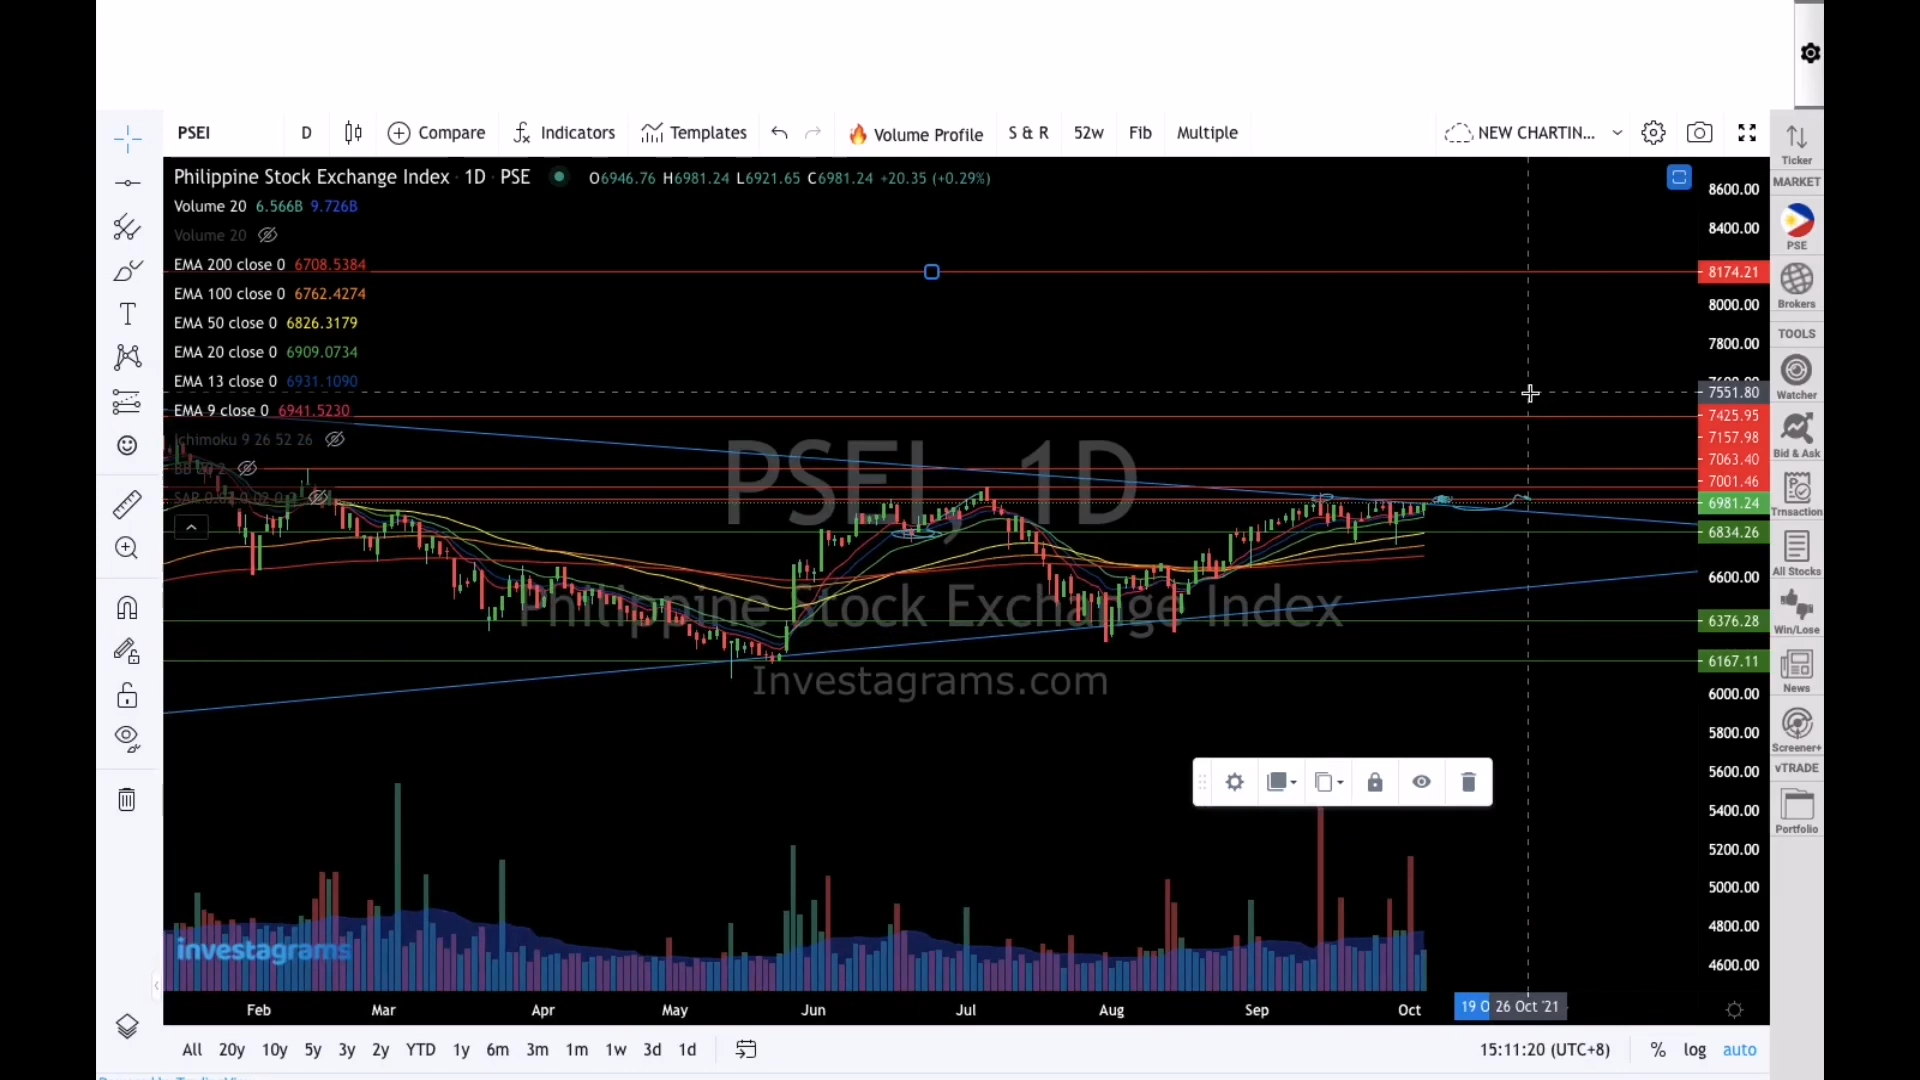 PSEI D Compare Indicators Templates Volume Profile S & R 52w Fib Multiple NEW CHARTIN...
Philippine Stock Exchange Index · 1D · PSE O6946.76 H6981.24 L6921.65 C6981.24 +20.35 (+0.29%)
Volume 20 6.566B 9.726B
Volume 20
EMA 200 close 0 6708.5384
EMA 100 close 0 6762.4274
EMA 50 close 0 6826.3179
EMA 20 close 0 6909.0734
EMA 13 close 0 6931.1090
EMA 9 close 0 6941.5230
Ichimoku 9 26 52 26
PSEI, 1D
Philippine Stock Exchange Index
Investagrams.com
investagrams
8600.00
8400.00
8174.21
8000.00
7800.00
7551.80
7425.95
7157.98
7063.40
7001.46
6981.24
6834.26
6600.00
6376.28
6167.11
6000.00
5800.00
5600.00
5400.00
5200.00
5000.00
4800.00
4600.00
Feb Mar Apr May Jun Jul Aug Sep Oct 19 O 26 Oct '21
All 20y 10y 5y 3y 2y YTD 1y 6m 3m 1m 1w 3d 1d 15:11:20 (UTC+8) % log auto
Ticker
MARKET
PSE
Brokers
TOOLS
Watcher
Bid & Ask
Trnsaction
All Stocks
Win/Lose
News
Screener+
vTRADE
Portfolio